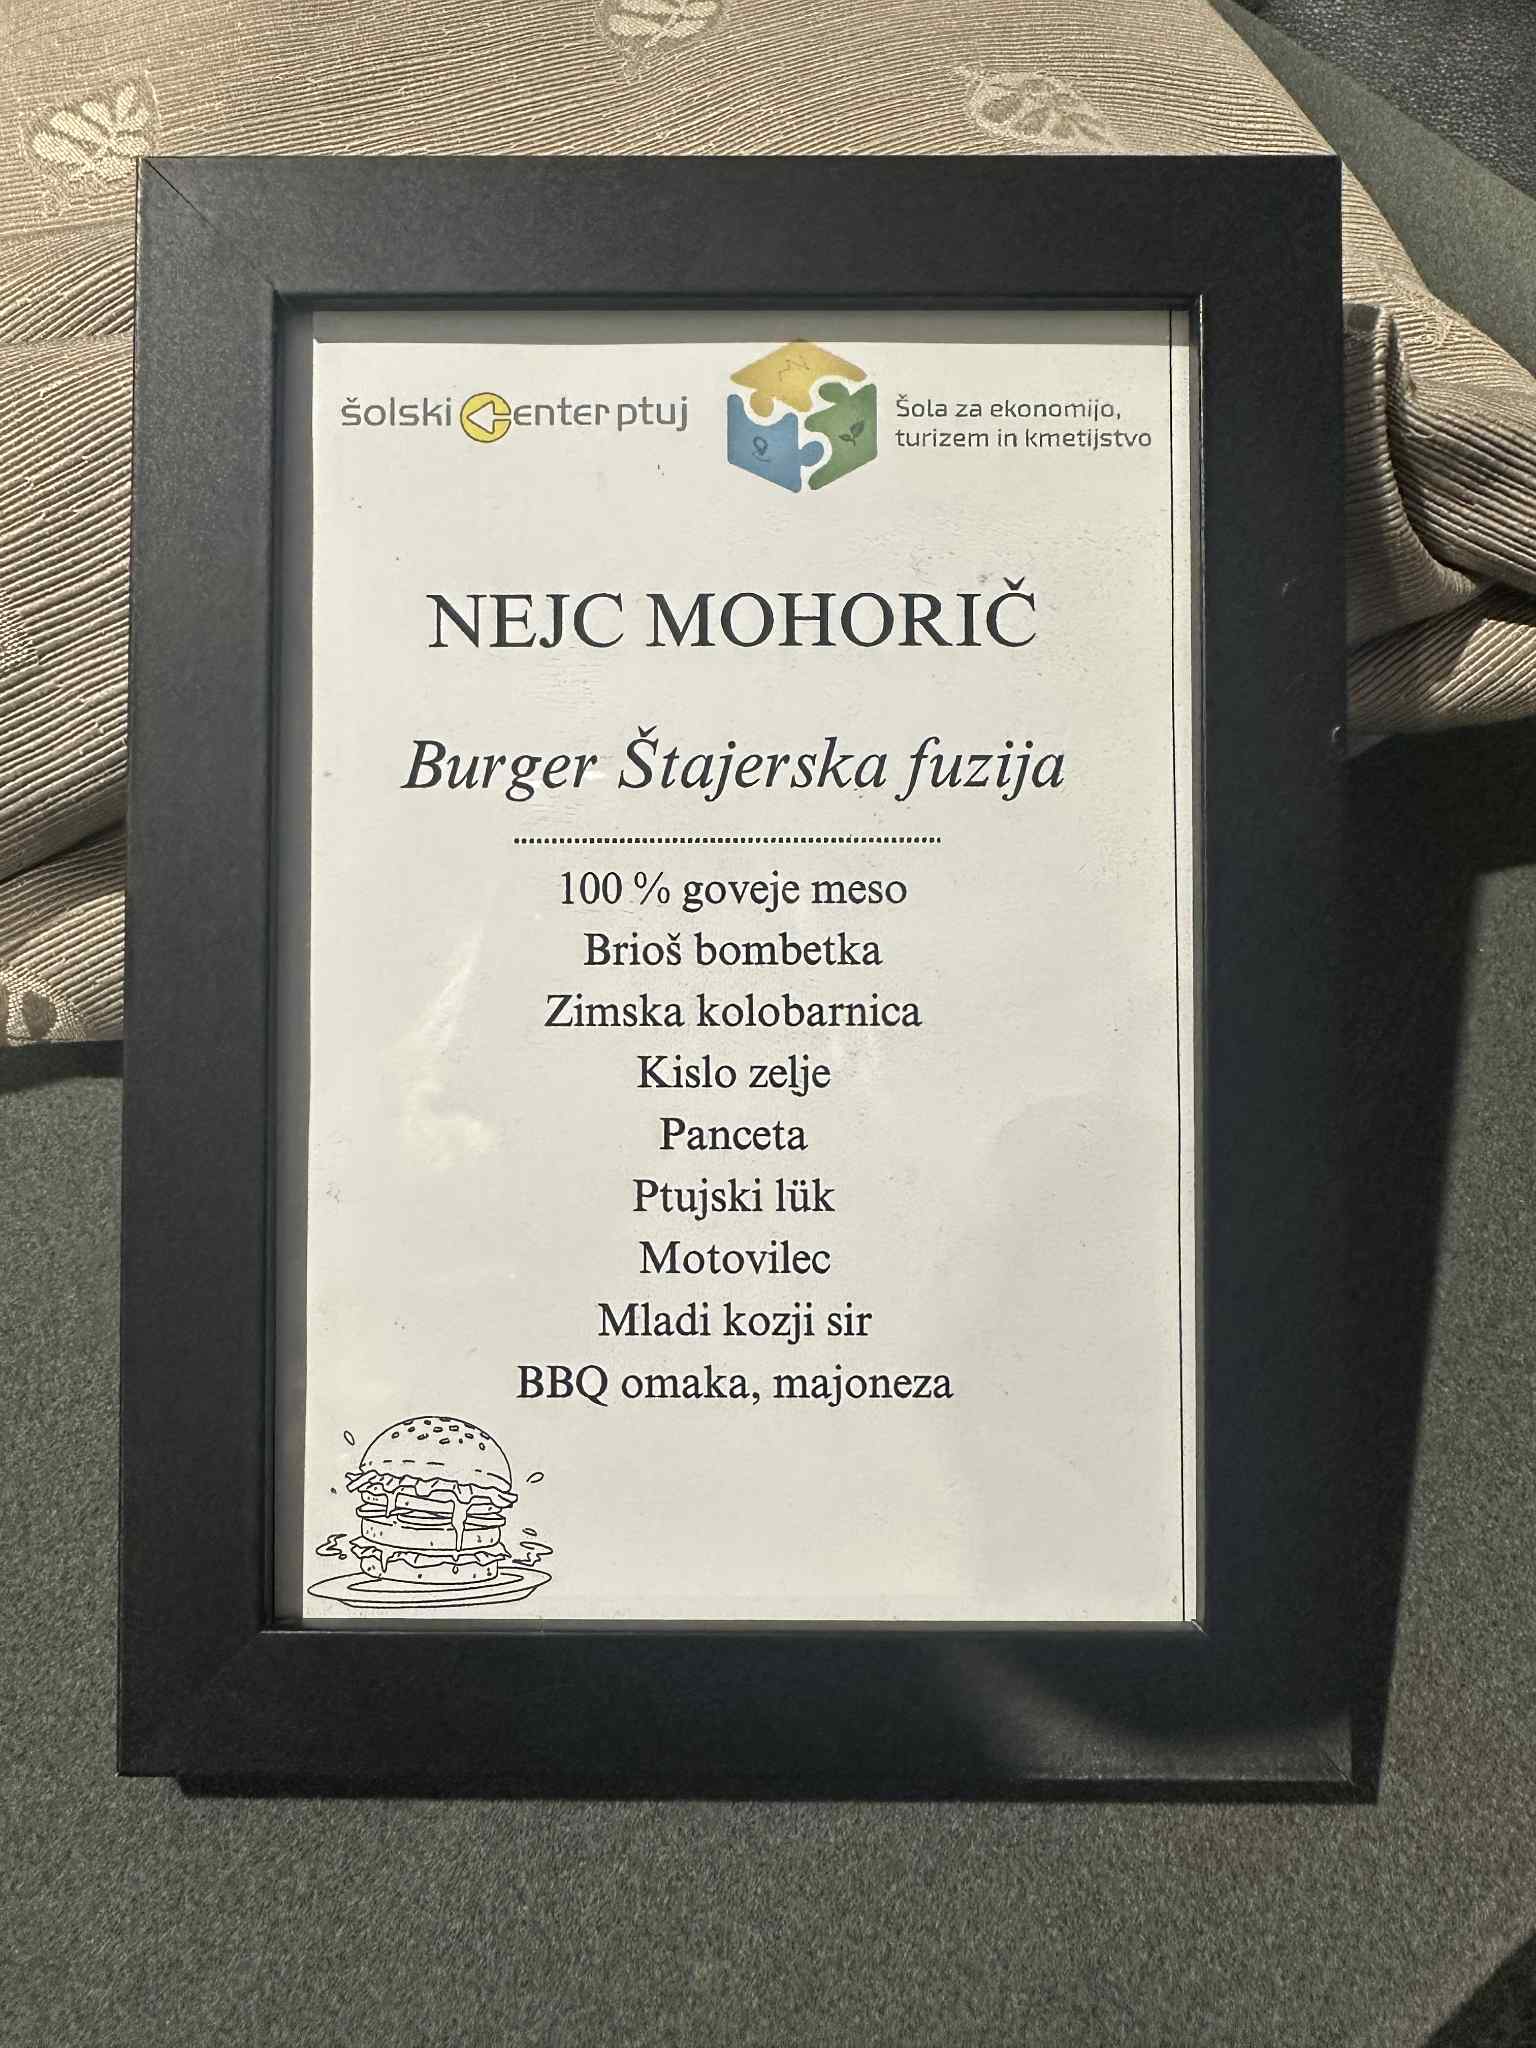 šolski center ptuj
Šola za ekonomijo,
turizem in kmetijstvo
NEJC MOHORIČ
Burger Štajerska fuzija
100 % goveje meso
Brioš bombetka
Zimska kolobarnica
Kislo zelje
Panceta
Ptujski lük
Motovilec
Mladi kozji sir
BBQ omaka, majoneza